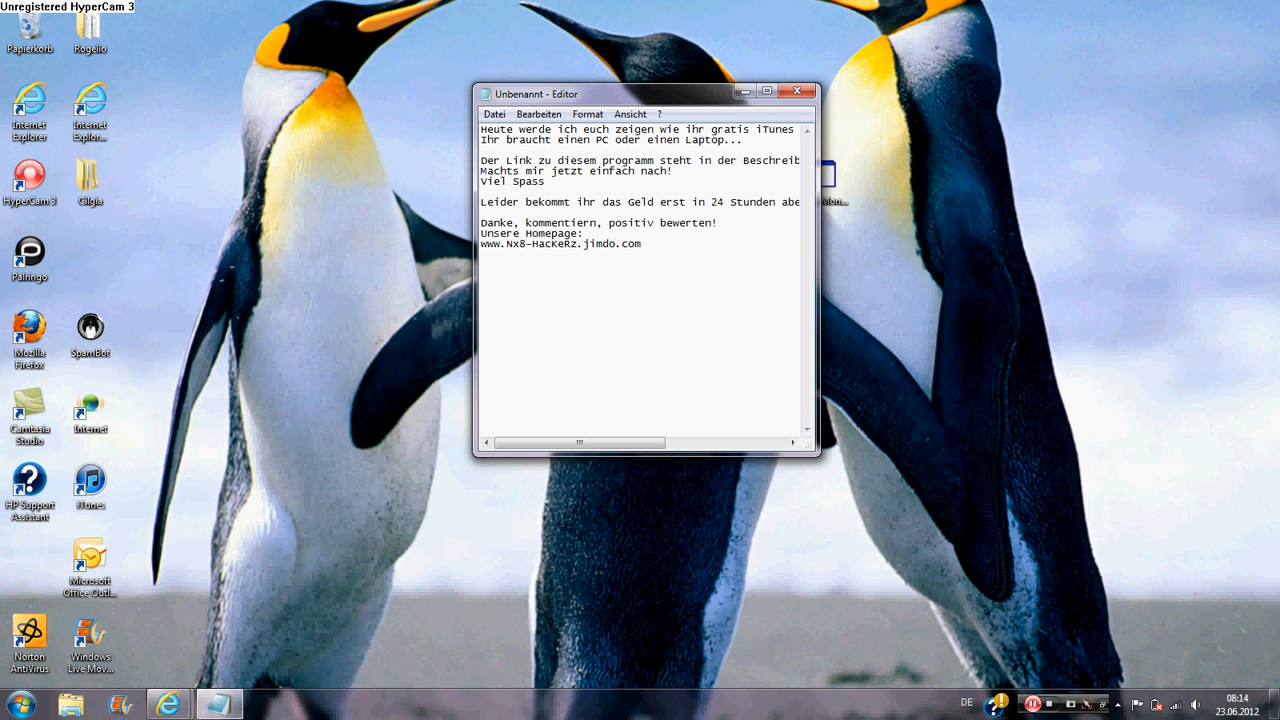 Unregistered HyperCam 3
Papierkorb
Rogelio
Internet
Explorer
Internet
Explor...
HyperCam 3
Gilgia
Palringo
Mozilla
Firefox
SpamBot
Camtasia
Studio
Internet
HP Support
Assistant
iTunes
Microsoft
Office Outl...
Norton
AntiVirus
Windows
Live Mov...
Unbenannt - Editor
Datei Bearbeiten Format Ansicht ?
Heute werde ich euch zeigen wie ihr gratis iTunes
Ihr braucht einen PC oder einen Laptop...
Der Link zu diesem programm steht in der Beschreib
Machts mir jetzt einfach nach!
Viel Spass
Leider bekommt ihr das Geld erst in 24 Stunden abe
Danke, kommentiern, positiv bewerten!
Unsere Homepage:
www.Nx8-HacKeRz.jimdo.com
DE
08:14
23.06.2012